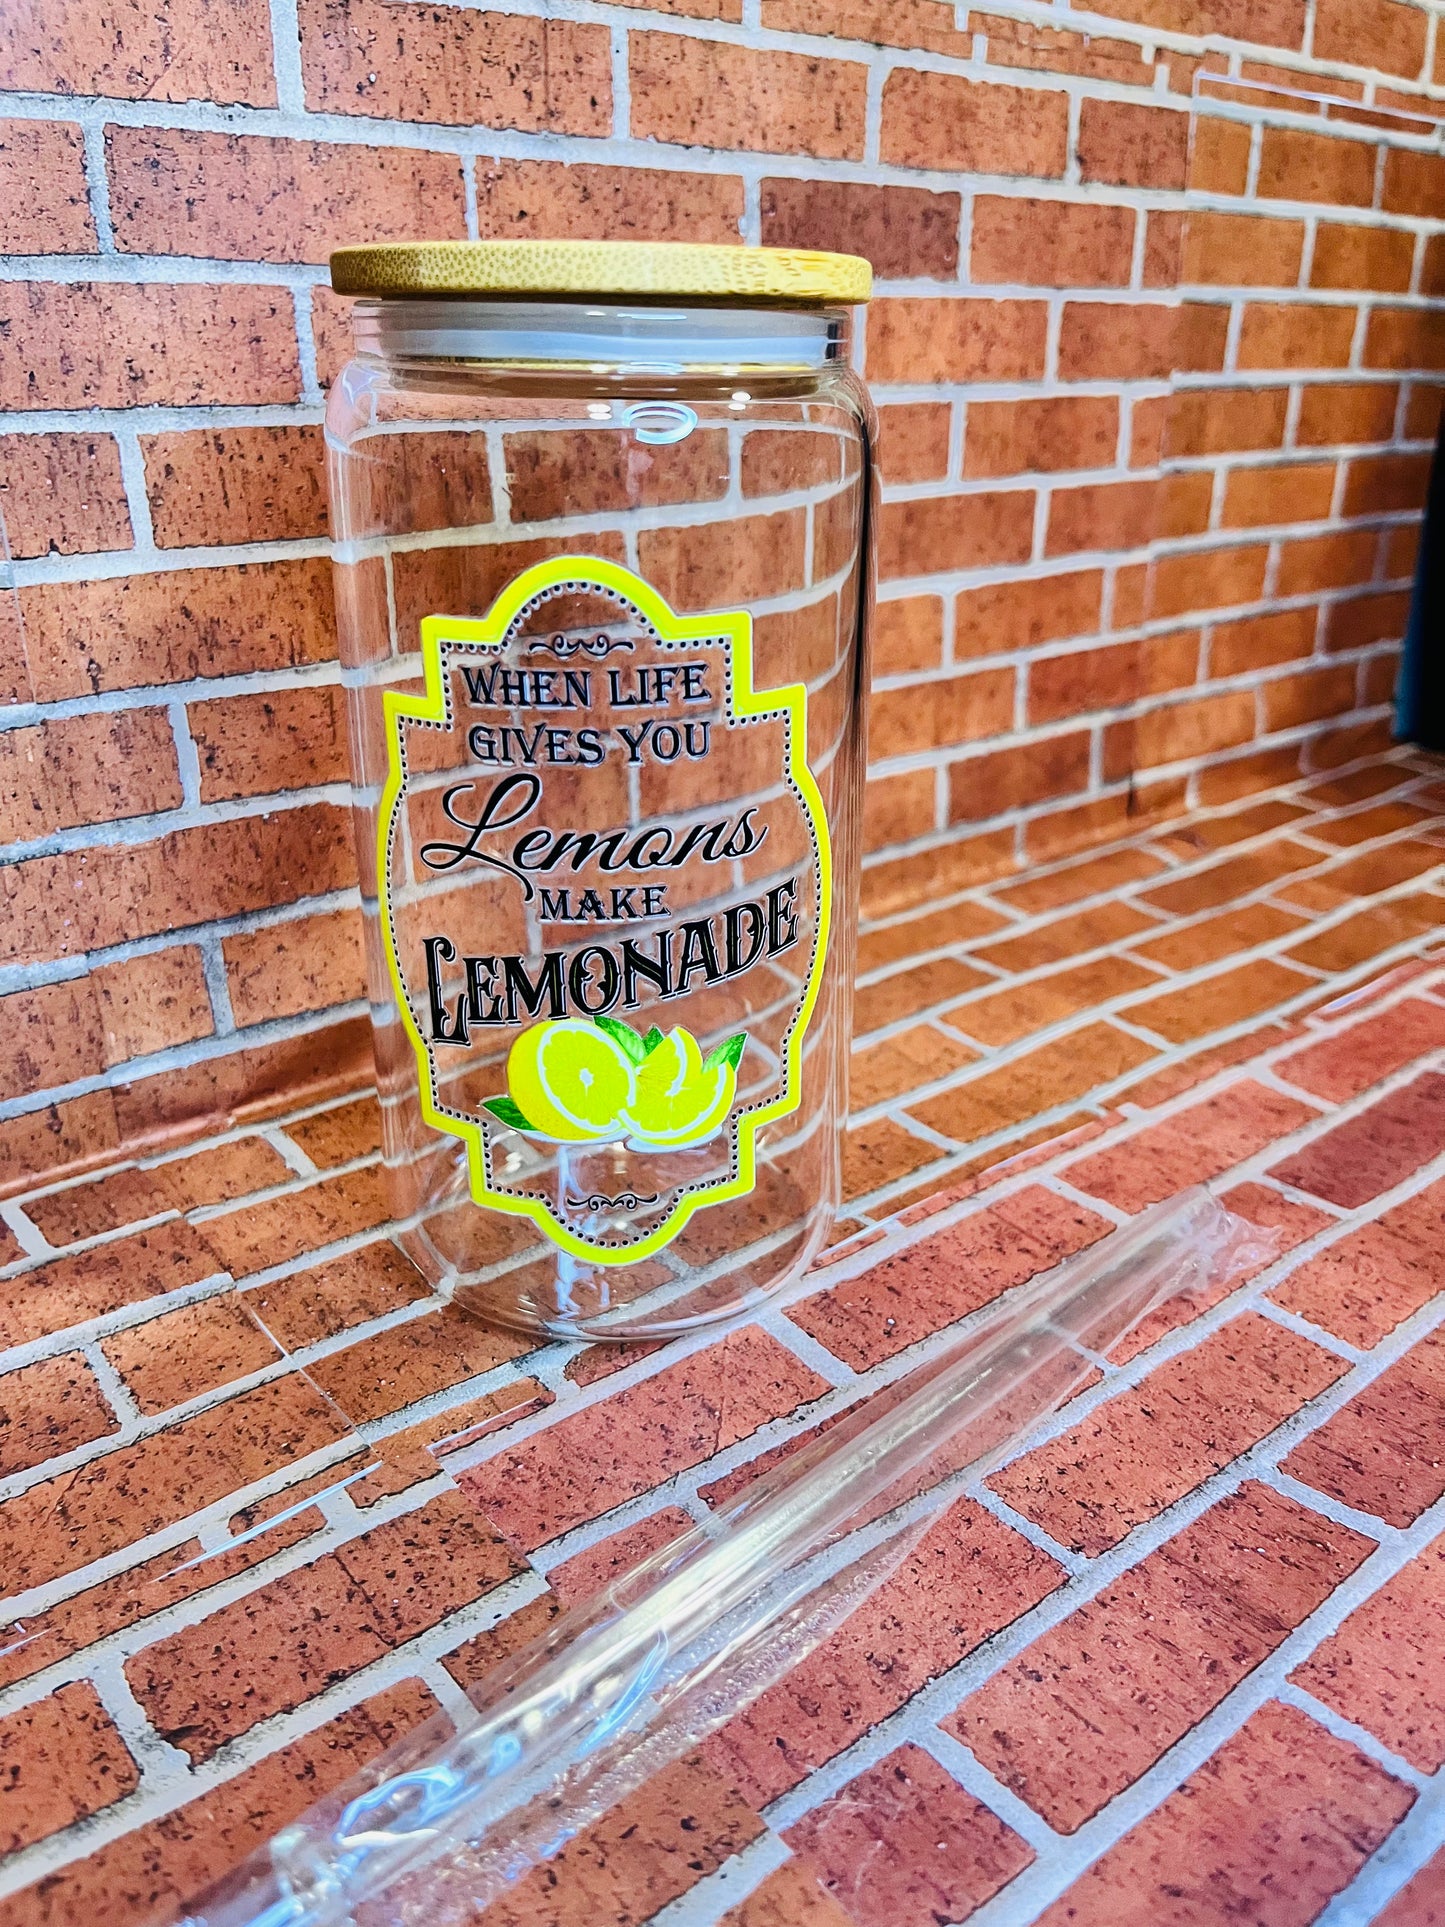 WHEN LIFE
GIVES YOU
Lemons
MAKE
LEMONADE